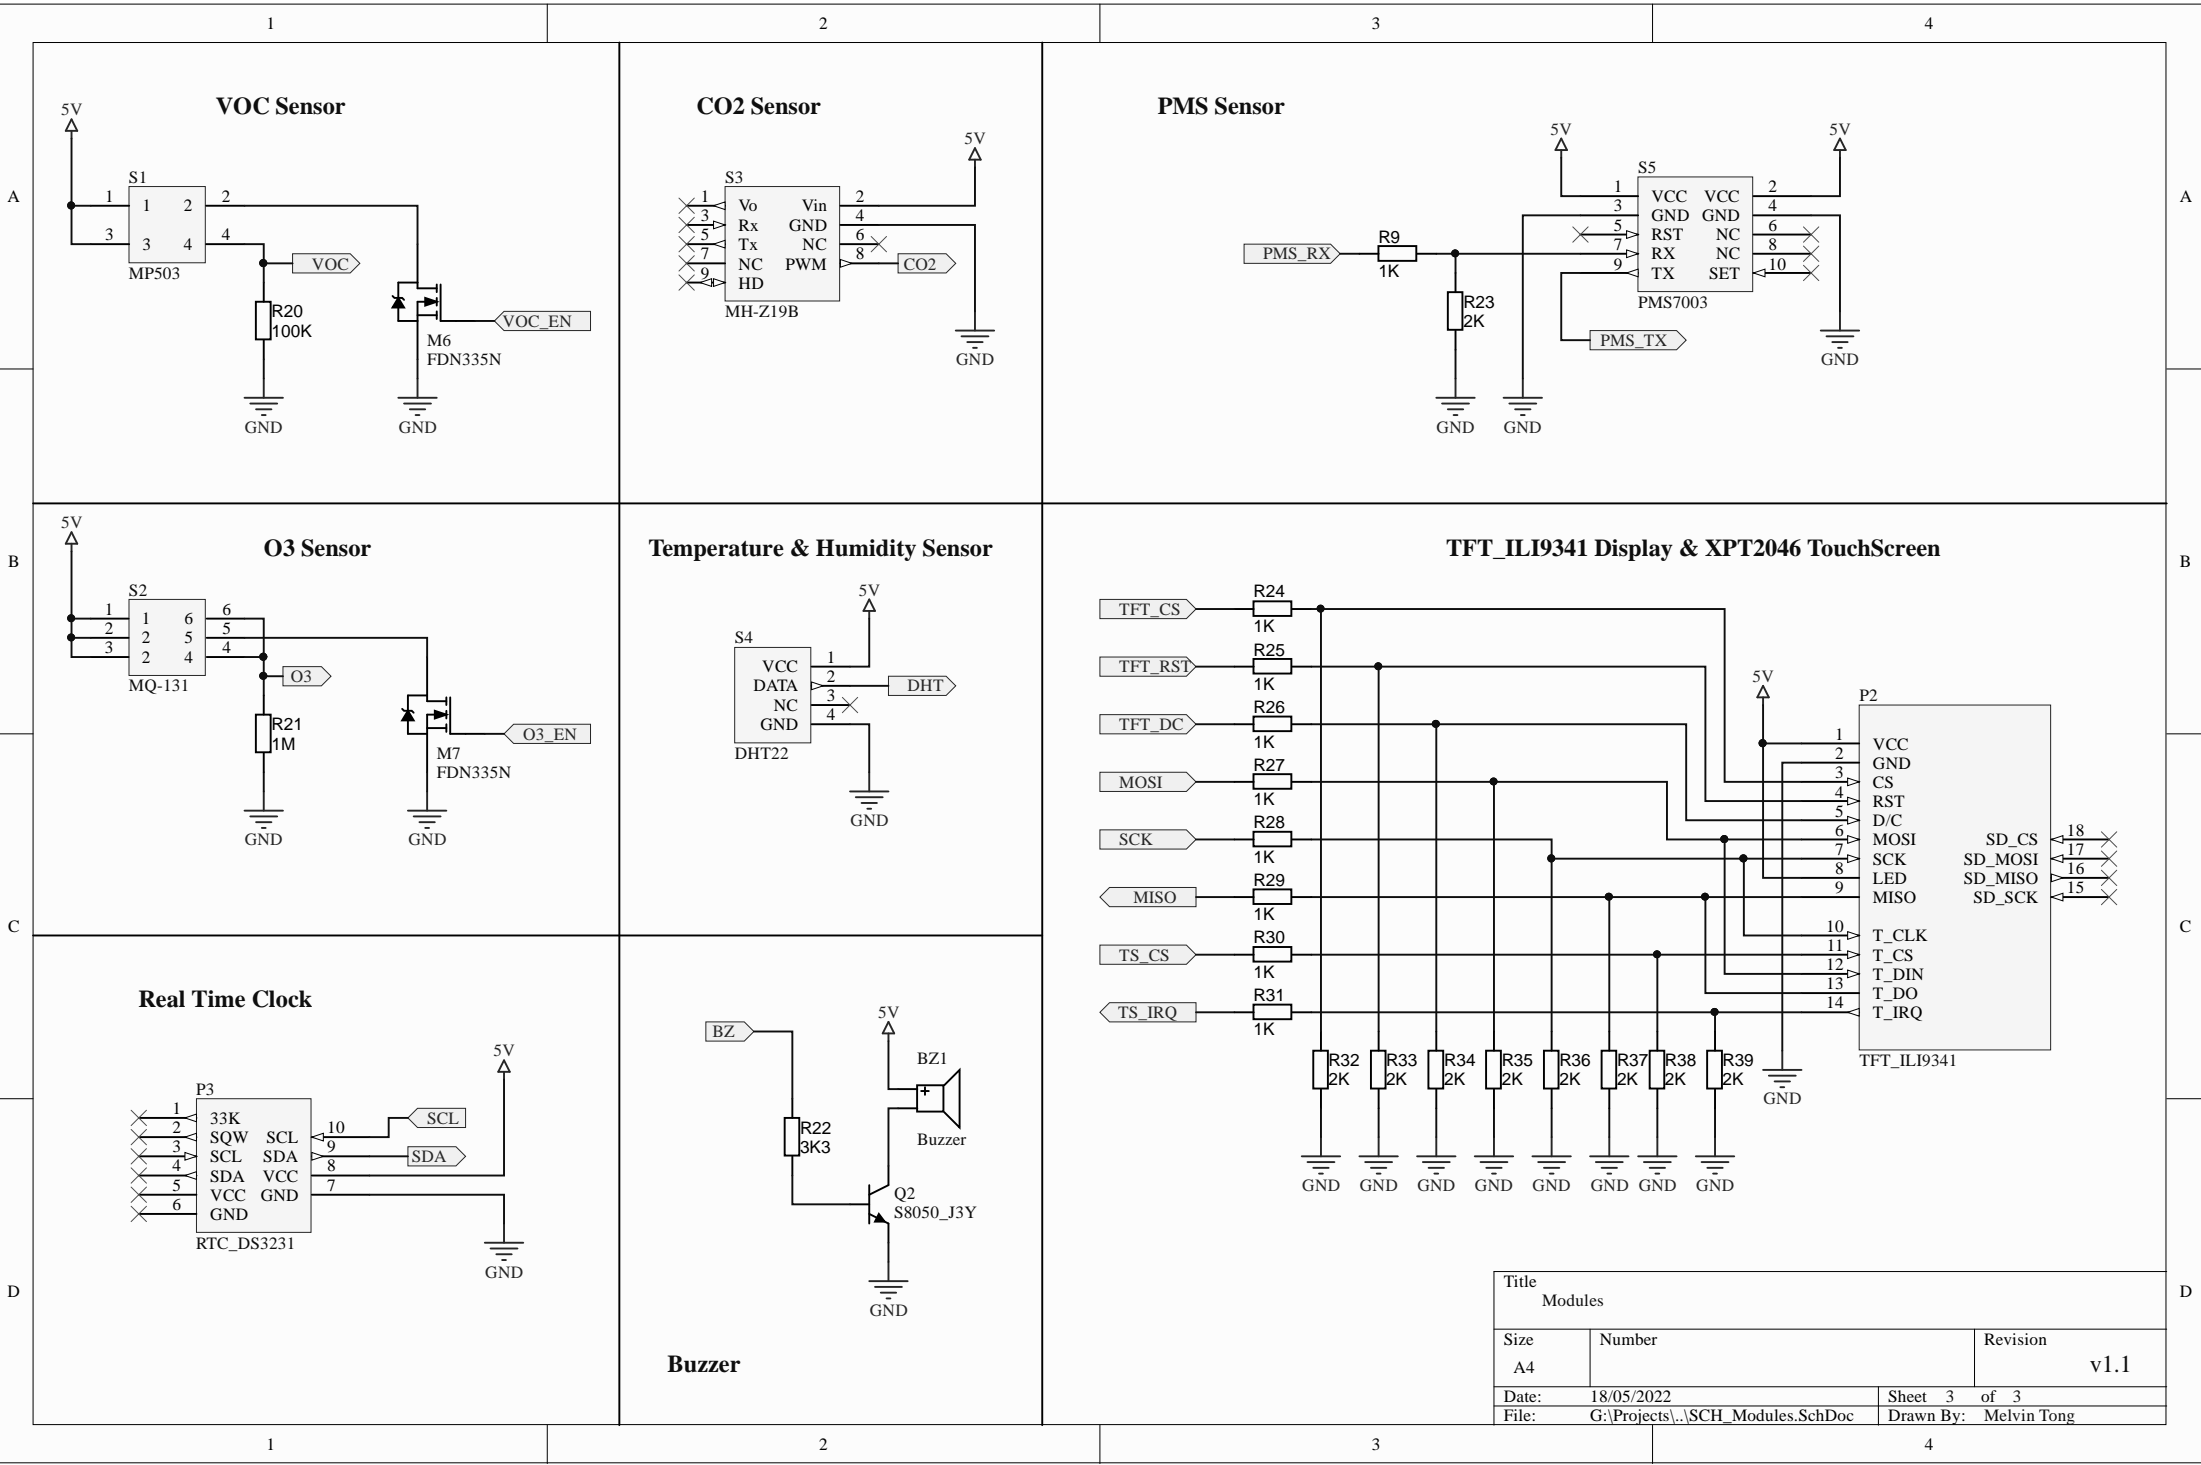 1 2 3 4
A
A
B
B
C
C
D
D
VOC Sensor
5V
S1
1 1 2 2
3 3 4 4
MP503
VOC
R20
100K
VOC_EN
M6
FDN335N
GND
GND
CO2 Sensor
5V
S3
1 Vo Vin 2
3 Rx GND 4
5 Tx NC 6
7 NC PWM 8
9 HD
CO2
MH-Z19B
GND
PMS Sensor
5V
5V
S5
1 VCC VCC 2
3 GND GND 4
5 RST NC 6
7 RX NC 8
9 TX SET 10
PMS7003
PMS_RX
R9
1K
R23
2K
PMS_TX
GND
GND
GND
O3 Sensor
5V
S2
1 1 6 6
2 2 5 5
3 2 4 4
MQ-131
O3
R21
1M
O3_EN
M7
FDN335N
GND
GND
Temperature & Humidity Sensor
5V
S4
VCC 1
DATA 2
NC 3
GND 4
DHT22
DHT
GND
TFT_ILI9341 Display & XPT2046 TouchScreen
TFT_CS
R24
1K
TFT_RST
R25
1K
TFT_DC
R26
1K
MOSI
R27
1K
SCK
R28
1K
MISO
R29
1K
TS_CS
R30
1K
TS_IRQ
R31
1K
5V
P2
1 VCC
2 GND
3 CS
4 RST
5 D/C
6 MOSI SD_CS 18
7 SCK SD_MOSI 17
8 LED SD_MISO 16
9 MISO SD_SCK 15
10 T_CLK
11 T_CS
12 T_DIN
13 T_DO
14 T_IRQ
TFT_ILI9341
R32 R33 R34 R35 R36 R37 R38 R39
2K 2K 2K 2K 2K 2K 2K 2K
GND
GND GND GND GND GND GND GND GND
Real Time Clock
5V
P3
1 33K
2 SQW SCL 10
3 SCL SDA 9
4 SDA VCC 8
5 VCC GND 7
6 GND
RTC_DS3231
SCL
SDA
GND
BZ
5V
BZ1
Buzzer
R22
3K3
Q2
S8050_J3Y
GND
Buzzer
Title
Modules
Size Number Revision
A4 v1.1
Date: 18/05/2022 Sheet 3 of 3
File: G:\Projects\..\SCH_Modules.SchDoc Drawn By: Melvin Tong
1 2 3 4